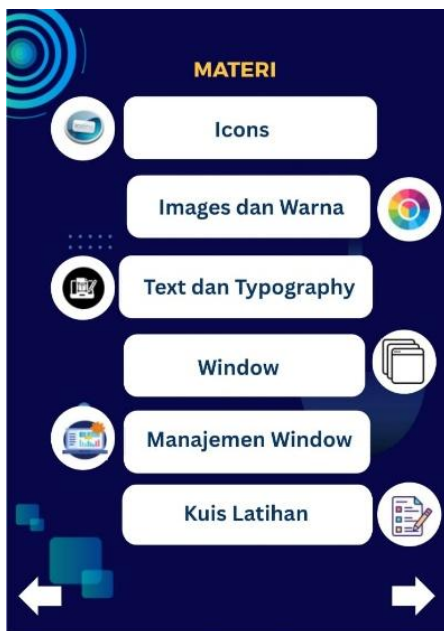 MATERI
Icons
Images dan Warna
Text dan Typography
Window
Manajemen Window
Kuis Latihan